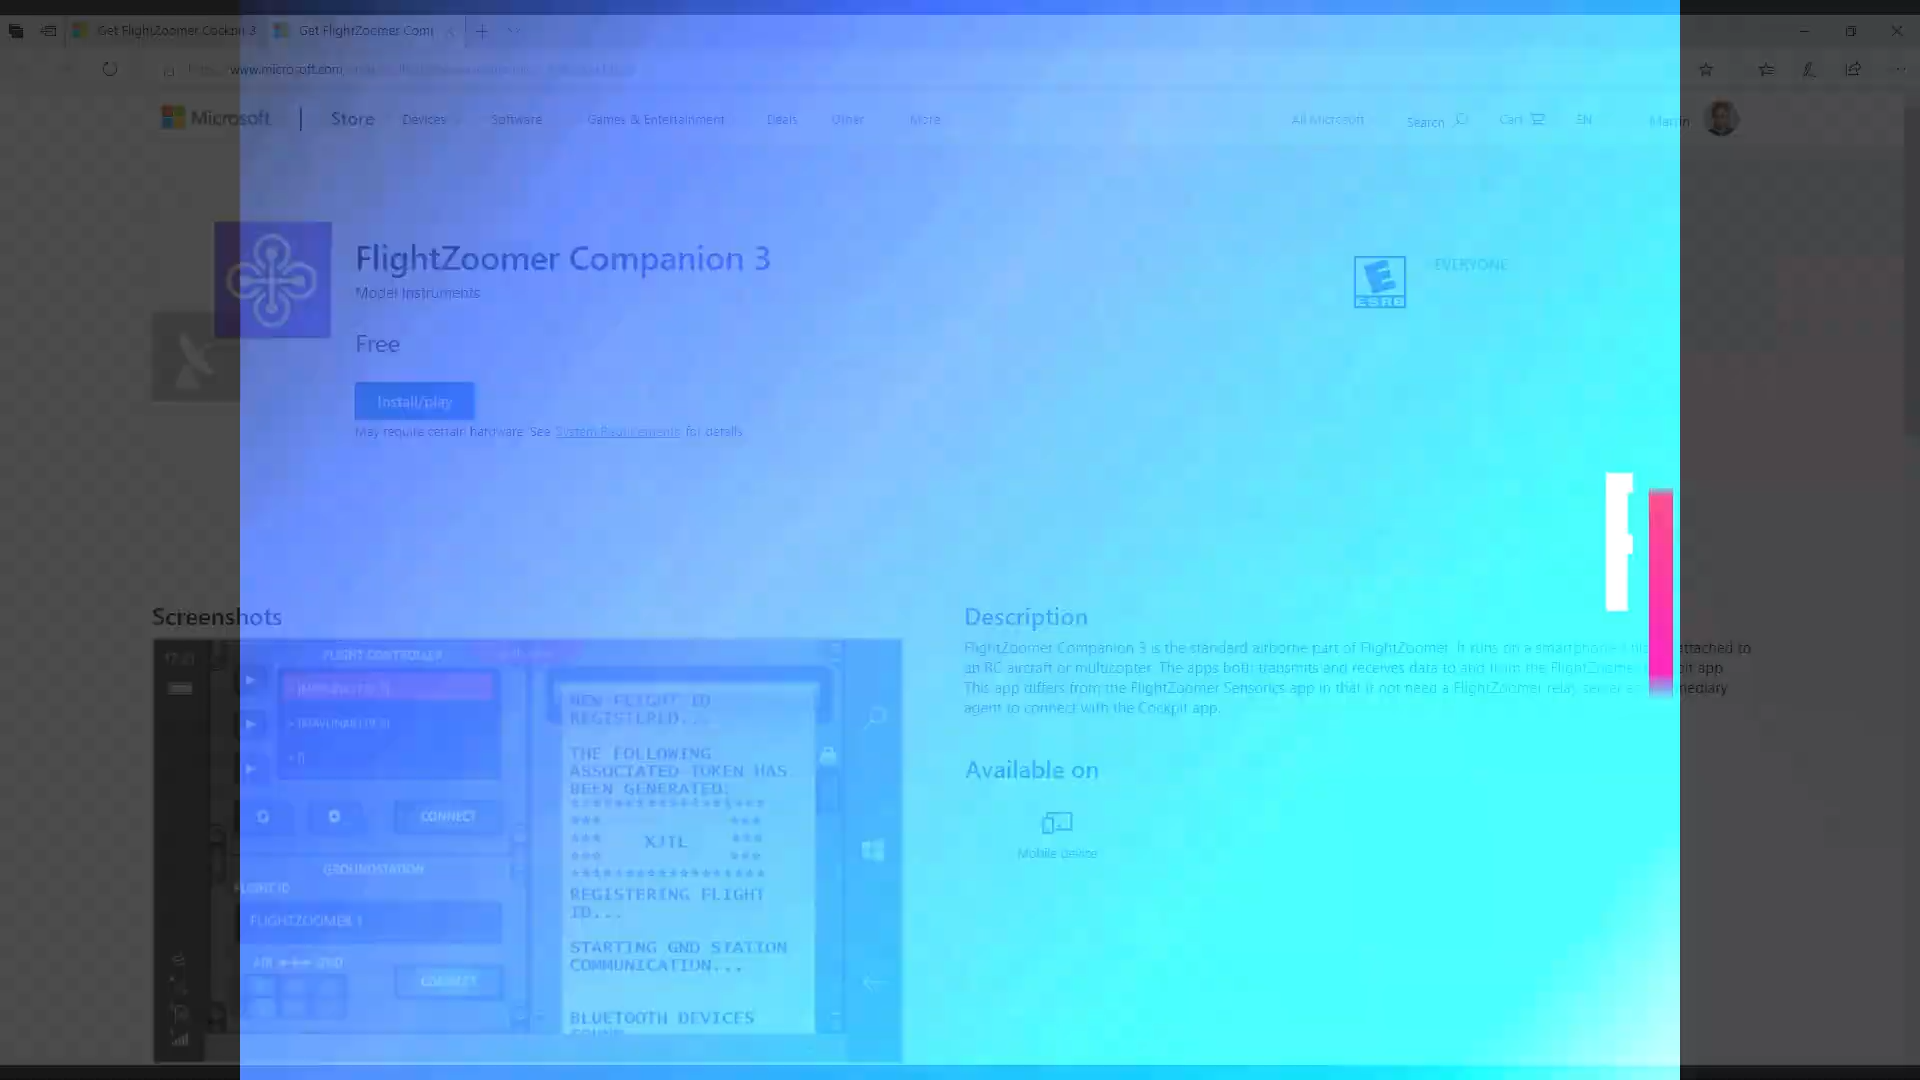 Get FlightZoomer Cockpit 3
Get FlightZoomer Com
www.microsoft.com
Microsoft
Store
Devices
Software
Games & Entertainment
Deals
Other
More
All Microsoft
Search
Cart
EN
Martin
FlightZoomer Companion 3
Model Instruments
Free
Install/play
May require certain hardware. See System Requirements for details.
E
ESRB
EVERYONE
Screenshots
FLIGHT CONTROLLER
CONNECT
GROUNDSTATION
FLIGHT ID
FLIGHTZOOMER 1
AIR GND
CONNECT
NEW FLIGHT ID
REGISTERED....
THE FOLLOWING
ASSOCIATED TOKEN HAS
BEEN GENERATED:
******************
*** ***
*** XJTL ***
*** ***
******************
REGISTERING FLIGHT
ID...
STARTING GND STATION
COMMUNICATION...
BLUETOOTH DEVICES
FOUND
Description
FlightZoomer Companion 3 is the standard airborne part of FlightZoomer. It runs on a smartphone attached to
an RC aircraft or multicopter. The apps both transmits and receives data to and from the FlightZoomer app.
This app differs from the FlightZoomer Sensorics app in that it not need a FlightZoomer relay server
agent to connect with the Cockpit app.
Available on
Mobile device